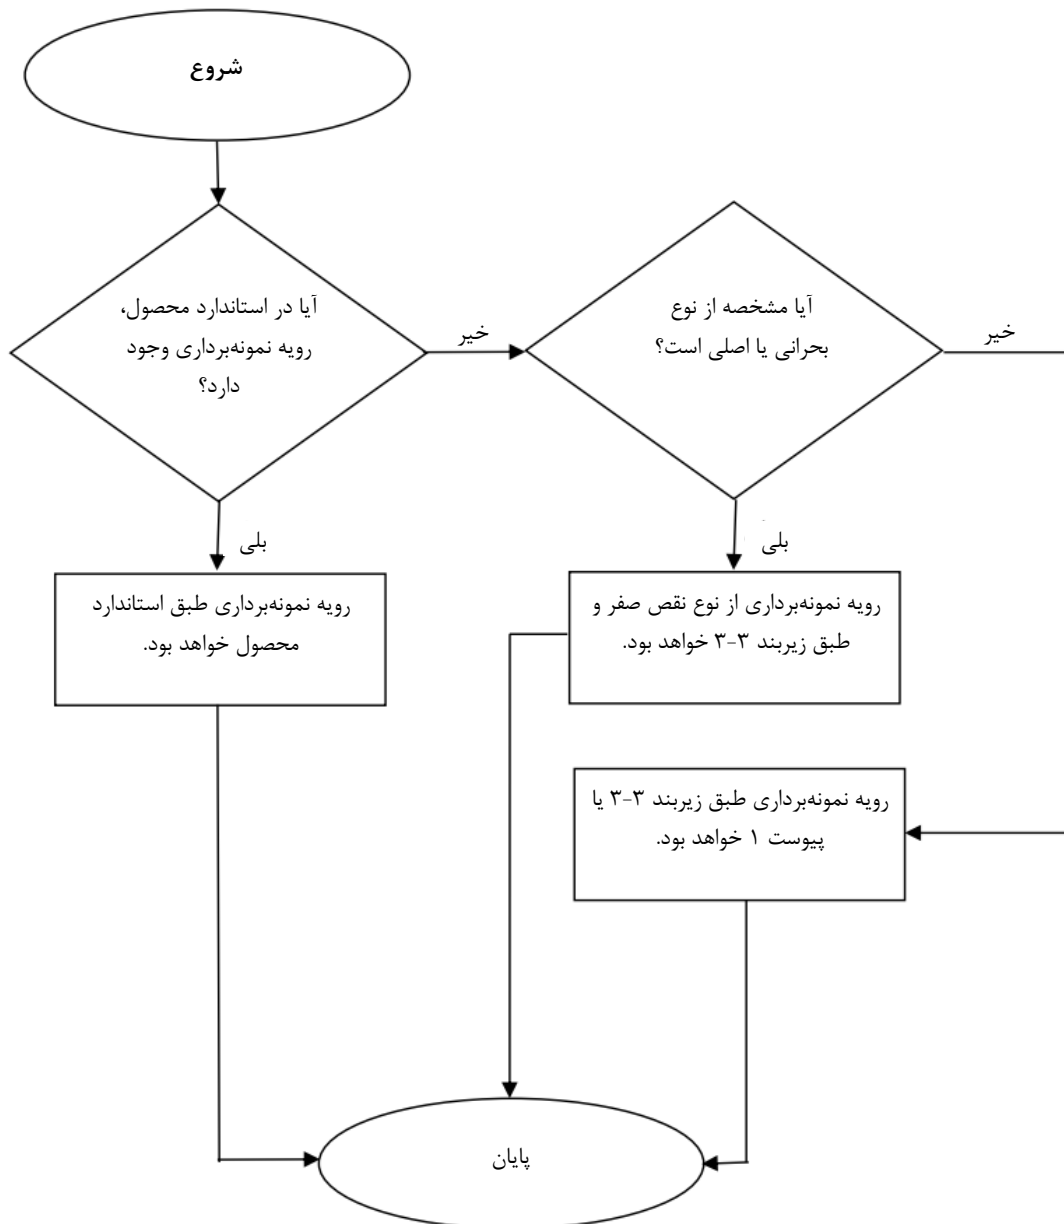 شروع
آیا در استاندارد محصول،
رویه نمونه‌برداری وجود
دارد؟
خیر
آیا مشخصه از نوع
بحرانی یا اصلی است؟
خیر
بلی
بلی
رویه نمونه‌برداری طبق استاندارد
محصول خواهد بود.
رویه نمونه‌برداری از نوع نقص صفر و
طبق زیربند ۳-۳ خواهد بود.
رویه نمونه‌برداری طبق زیربند ۳-۳ یا
پیوست ۱ خواهد بود.
پایان